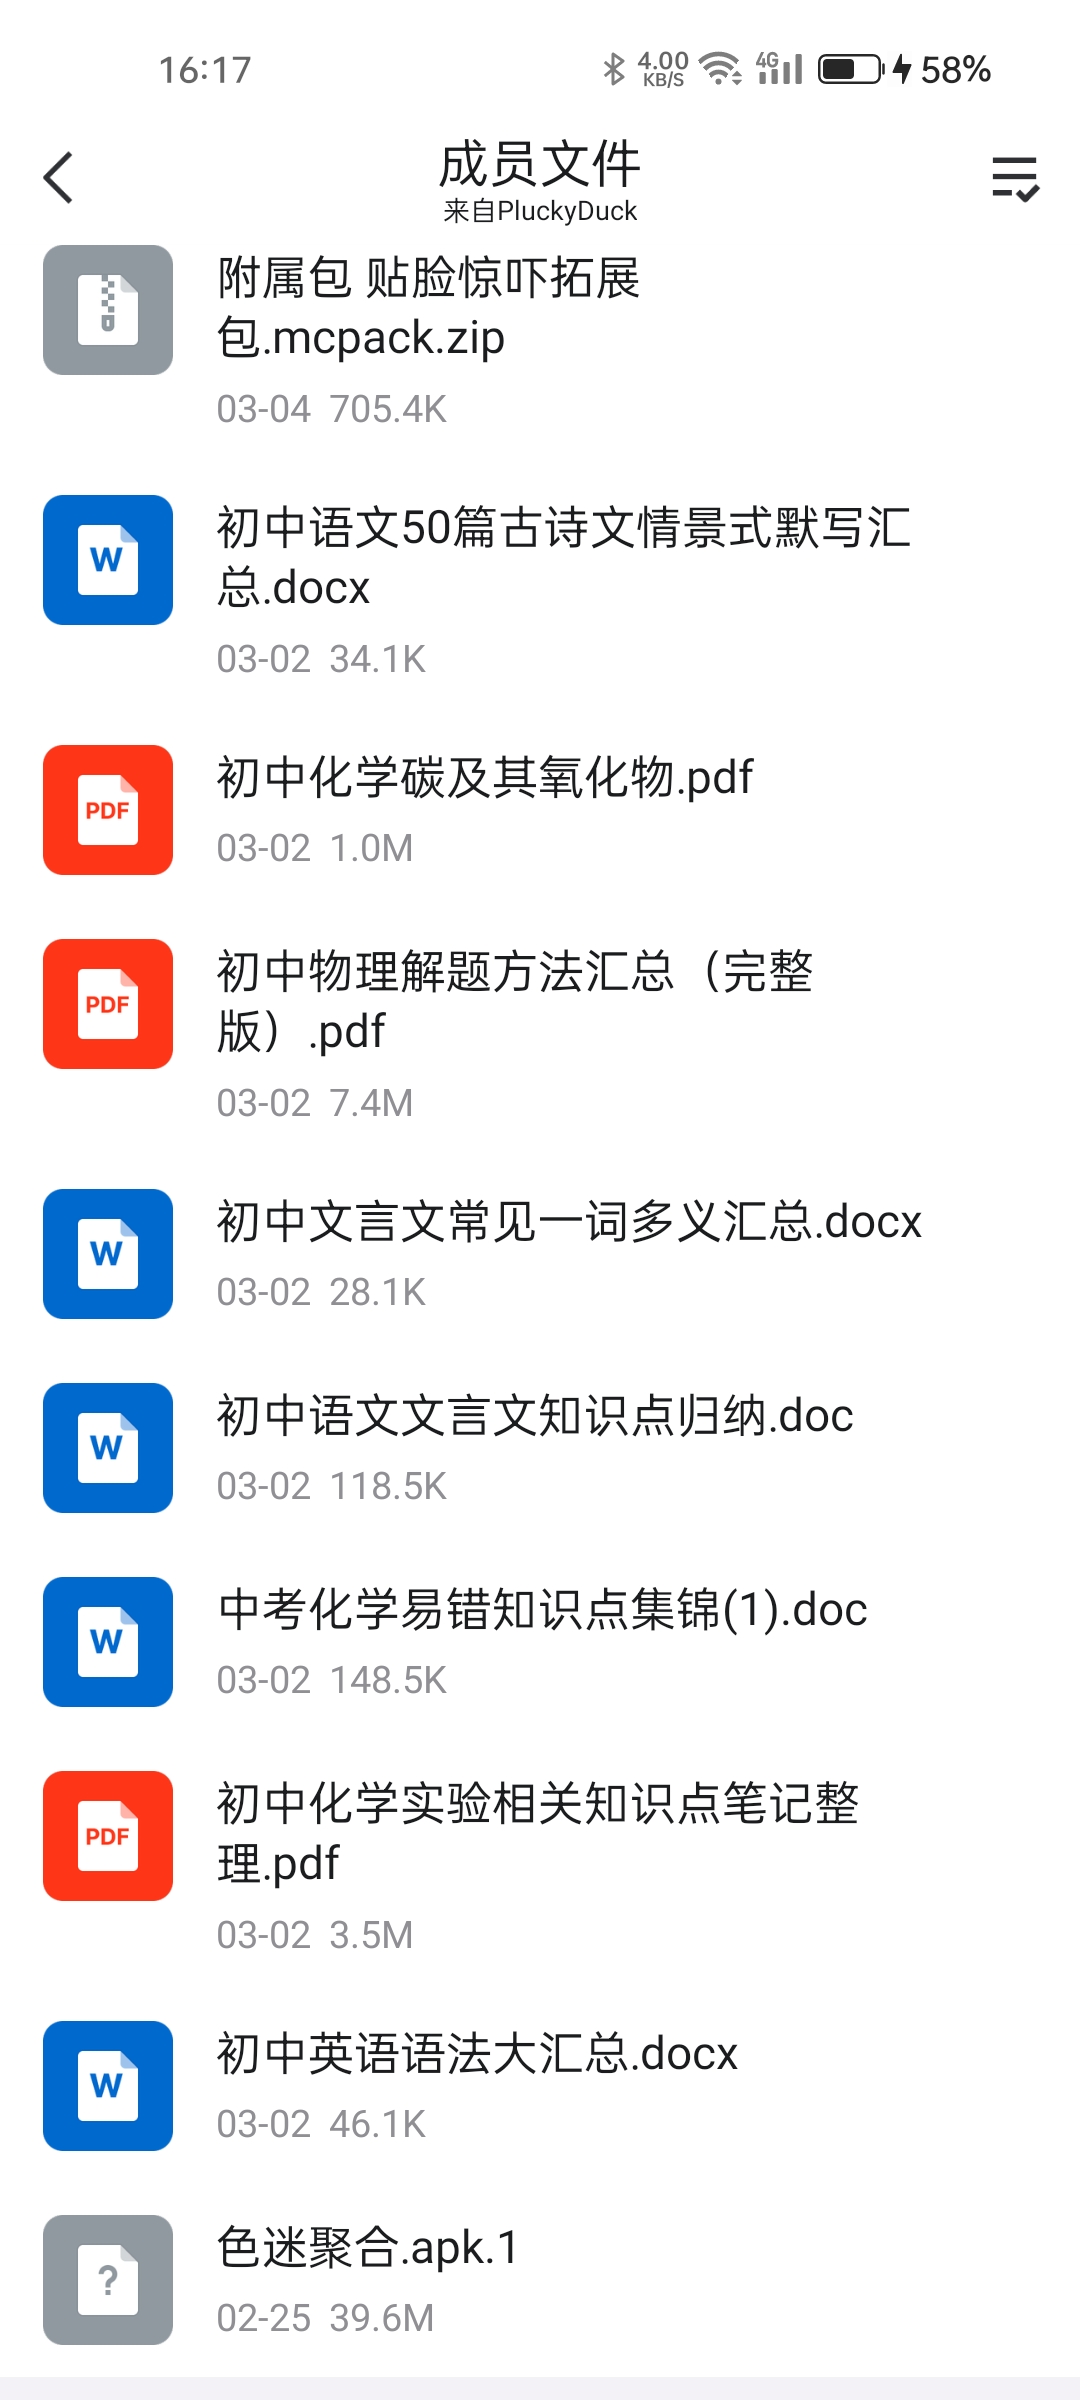 16:17
4.00 KB/S 4G 58%
成员文件
来自PluckyDuck
附属包 贴脸惊吓拓展
包.mcpack.zip
03-04 705.4K
W
初中语文50篇古诗文情景式默写汇
总.docx
03-02 34.1K
PDF
初中化学碳及其氧化物.pdf
03-02 1.0M
PDF
初中物理解题方法汇总（完整
版）.pdf
03-02 7.4M
W
初中文言文常见一词多义汇总.docx
03-02 28.1K
W
初中语文文言文知识点归纳.doc
03-02 118.5K
W
中考化学易错知识点集锦(1).doc
03-02 148.5K
PDF
初中化学实验相关知识点笔记整
理.pdf
03-02 3.5M
W
初中英语语法大汇总.docx
03-02 46.1K
?
色迷聚合.apk.1
02-25 39.6M